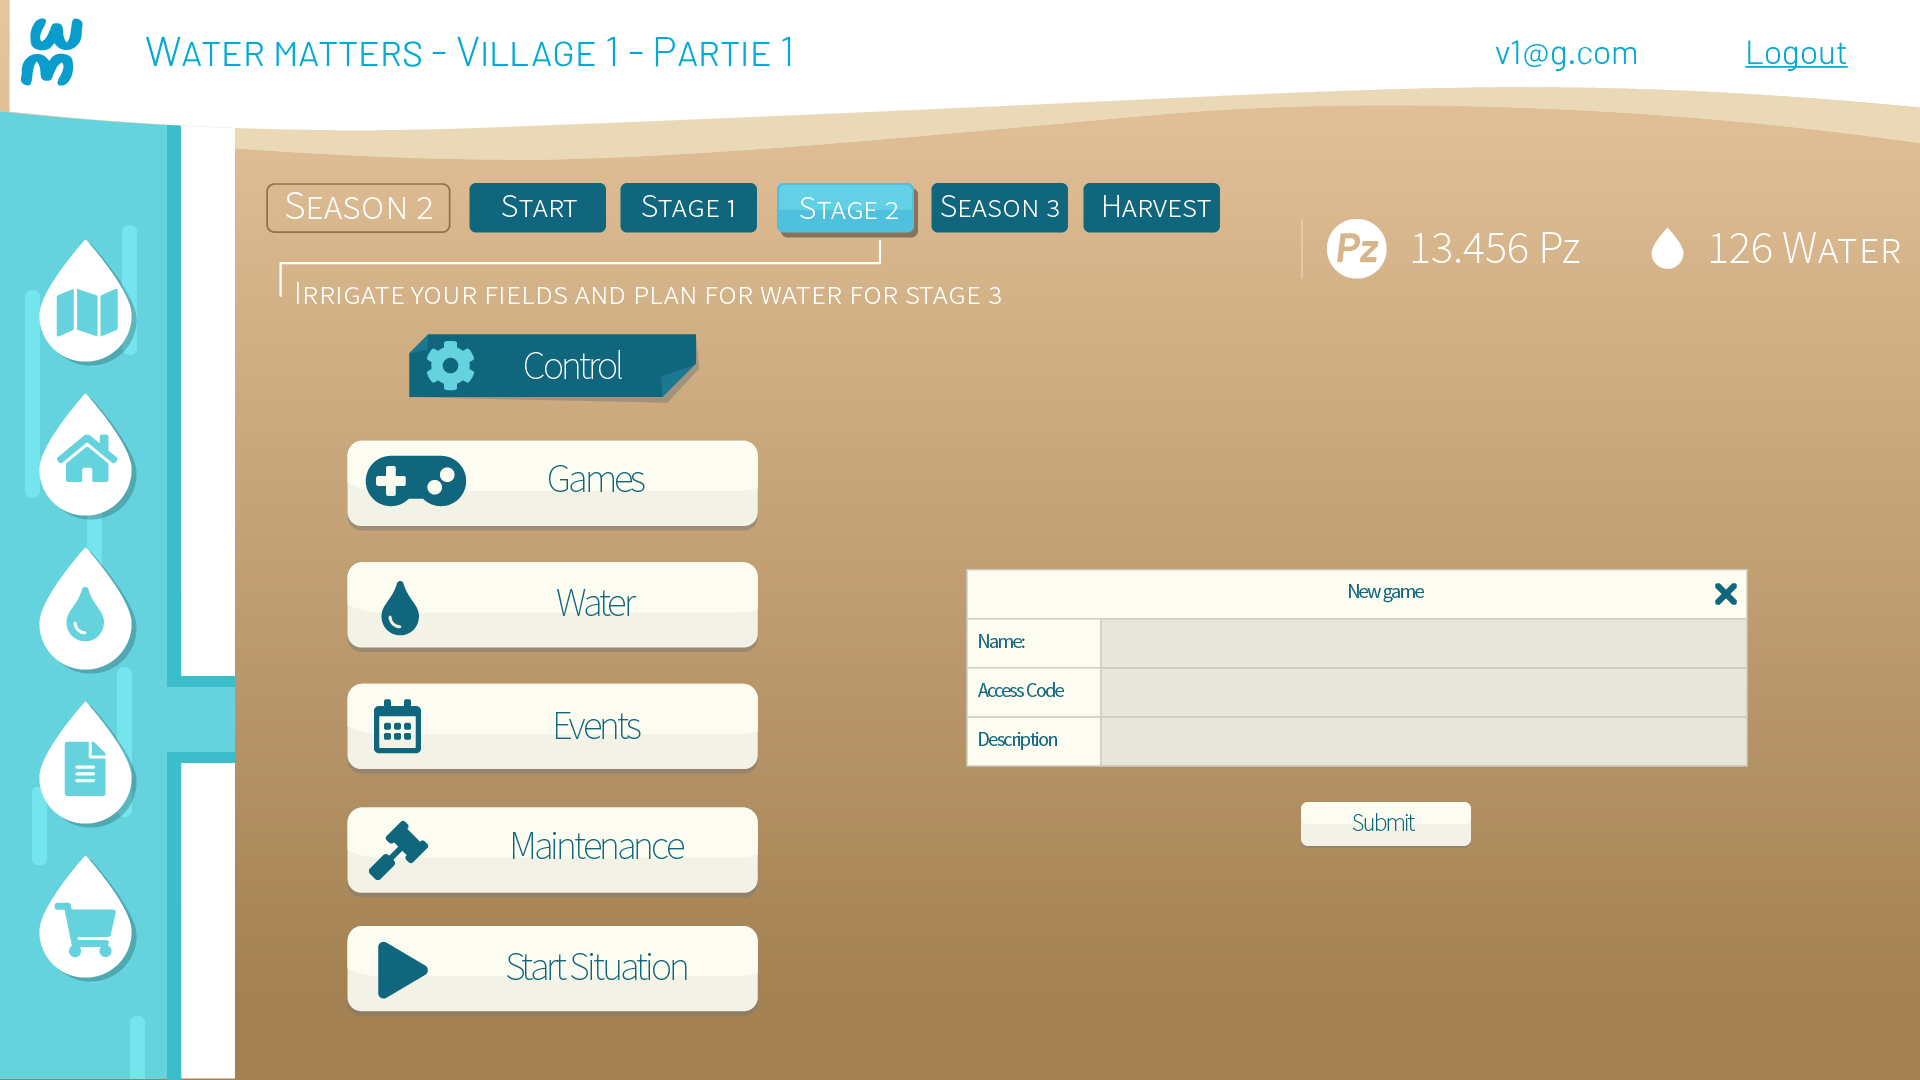 WM
WATER MATTERS - VILLAGE 1 - PARTIE 1
v1@g.com
Logout
SEASON 2
START
STAGE 1
STAGE 2
SEASON 3
HARVEST
Pz
13.456 Pz
126 WATER
IRRIGATE YOUR FIELDS AND PLAN FOR WATER FOR STAGE 3
Control
Games
Water
Events
Maintenance
Start Situation
New game
Name:
Access Code
Description
Submit